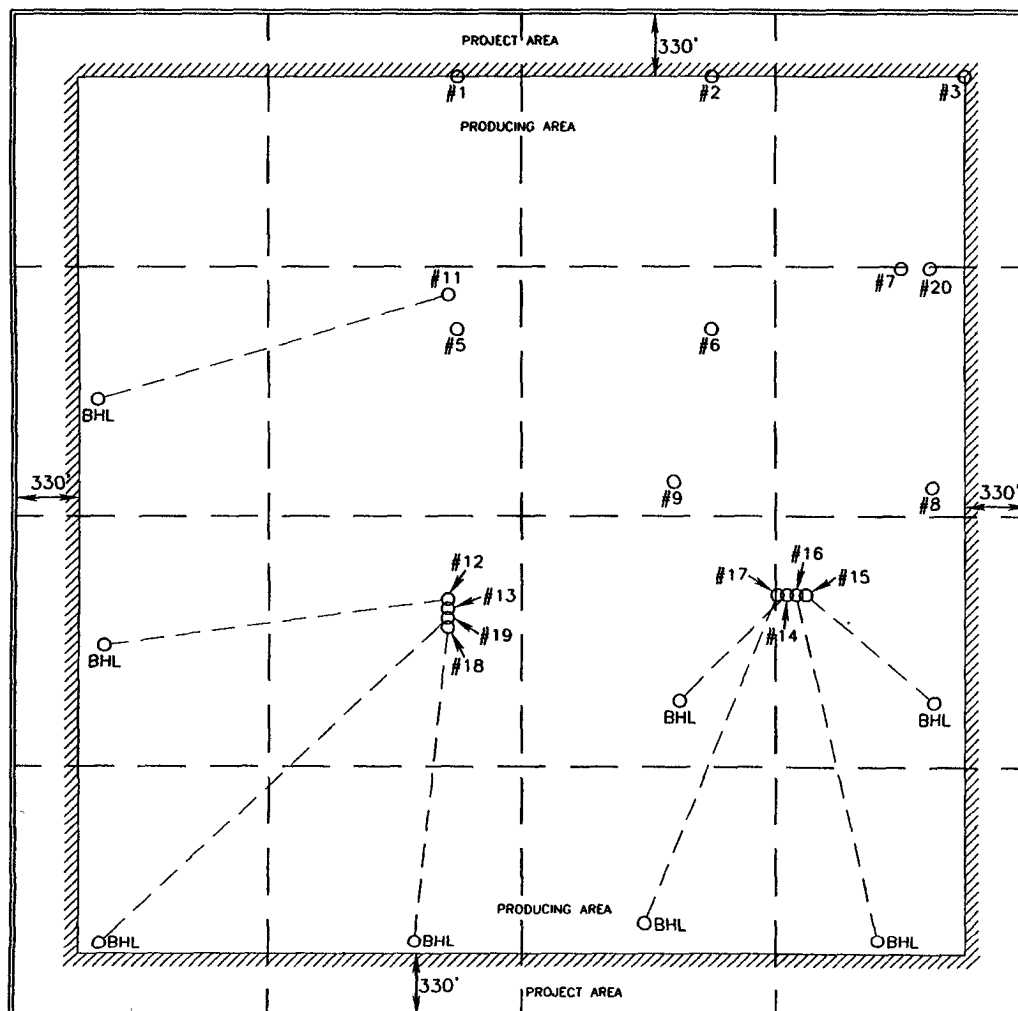 PROJECT AREA
330'
#1
#2
#3
PRODUCING AREA
#11
#7
#20
#5
#6
BHL
330'
#9
#8
330'
#12
#16
#17
#15
#13
#14
#19
#18
BHL
BHL
BHL
PRODUCING AREA
BHL
BHL
BHL
BHL
330'
PROJECT AREA